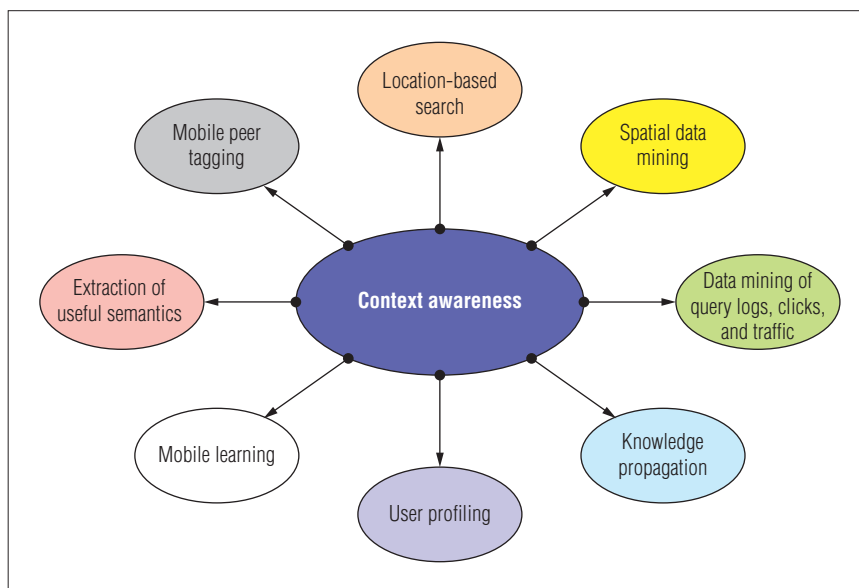 Location-based
search
Mobile peer
tagging
Spatial data
mining
Extraction of
useful semantics
Context awareness
Data mining of
query logs, clicks,
and traffic
Mobile learning
Knowledge
propagation
User profiling